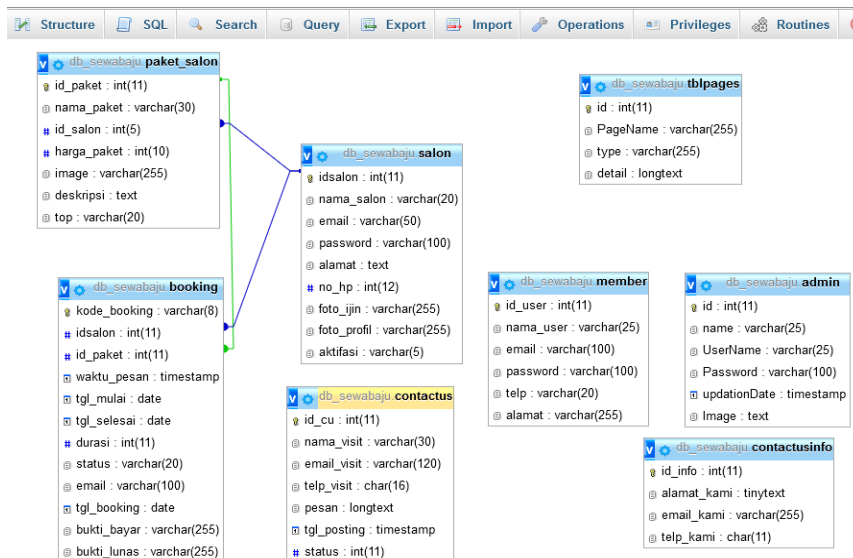 Structure SQL Search Query Export Import Operations Privileges Routines
db_sewabaju paket_salon
id_paket : int(11)
nama_paket : varchar(30)
id_salon : int(5)
harga_paket : int(10)
image : varchar(255)
deskripsi : text
top : varchar(20)
db_sewabaju tblpages
id : int(11)
PageName : varchar(255)
type : varchar(255)
detail : longtext
db_sewabaju salon
idsalon : int(11)
nama_salon : varchar(20)
email : varchar(50)
password : varchar(100)
alamat : text
no_hp : int(12)
foto_ijin : varchar(255)
foto_profil : varchar(255)
aktifasi : varchar(5)
db_sewabaju booking
kode_booking : varchar(8)
idsalon : int(11)
id_paket : int(11)
waktu_pesan : timestamp
tgl_mulai : date
tgl_selesai : date
durasi : int(11)
status : varchar(20)
email : varchar(100)
tgl_booking : date
bukti_bayar : varchar(255)
bukti_lunas : varchar(255)
db_sewabaju.contactus
id_cu : int(11)
nama_visit : varchar(30)
email_visit : varchar(120)
telp_visit : char(16)
pesan : longtext
tgl_posting : timestamp
status : int(11)
db_sewabaju member
id_user : int(11)
nama_user : varchar(25)
email : varchar(100)
password : varchar(100)
telp : varchar(20)
alamat : varchar(255)
db_sewabaju admin
id : int(11)
name : varchar(25)
UserName : varchar(25)
Password : varchar(100)
updationDate : timestamp
Image : text
db_sewabaju contactusinfo
id_info : int(11)
alamat_kami : tinytext
email_kami : varchar(255)
telp_kami : char(11)